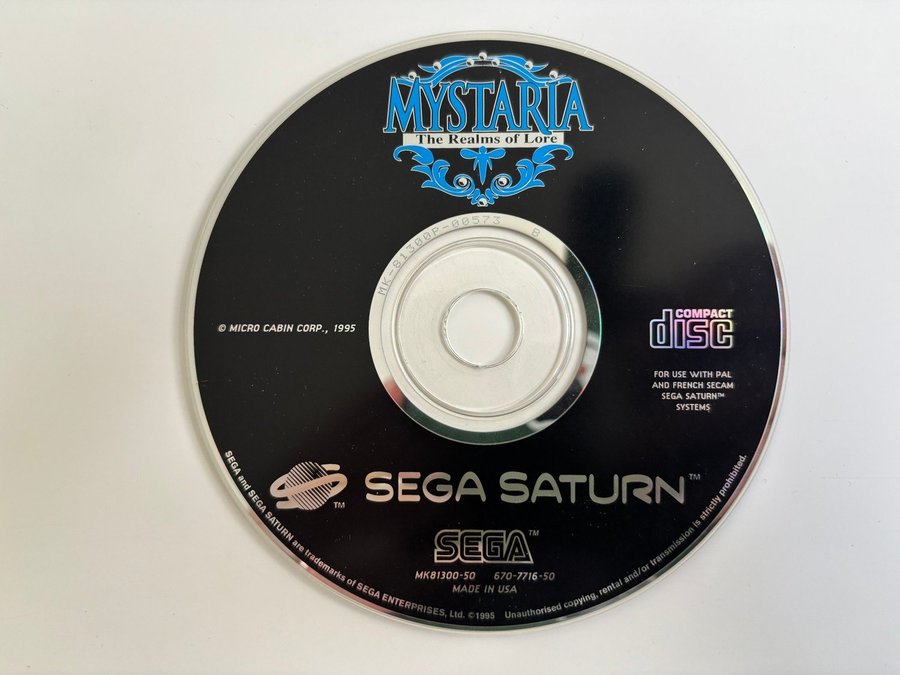 MYSTARIA
The Realms of Lore
MK-81300P-00573 B
© MICRO CABIN CORP., 1995
COMPACT
disc
FOR USE WITH PAL
AND FRENCH SECAM
SEGA SATURN™
SYSTEMS
TM
SEGA SATURN™
SEGA™
MK81300-50 670-7716-50
MADE IN USA
SEGA and SEGA SATURN are trademarks of SEGA ENTERPRISES, Ltd. ©1995 Unauthorised copying, rental and/or transmission is strictly prohibited.